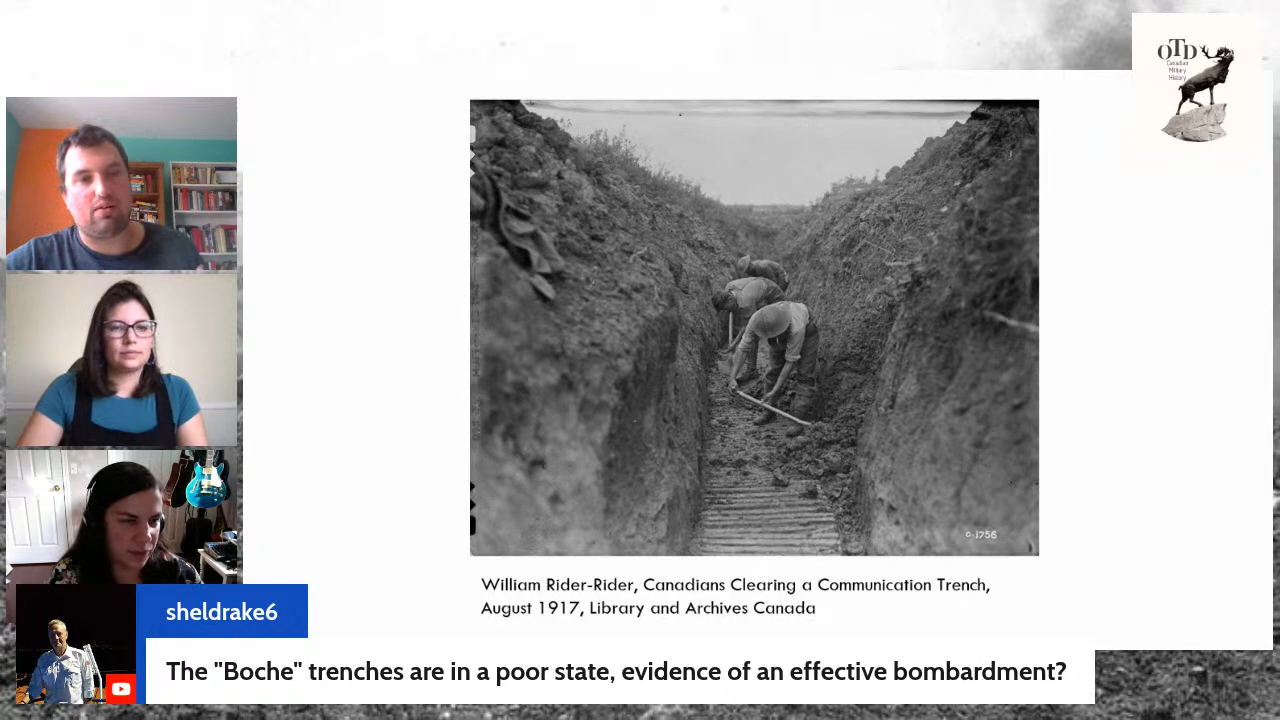 OTD
Canadian
Military
History
0-1756
William Rider-Rider, Canadians Clearing a Communication Trench,
August 1917, Library and Archives Canada
sheldrake6
The "Boche" trenches are in a poor state, evidence of an effective bombardment?